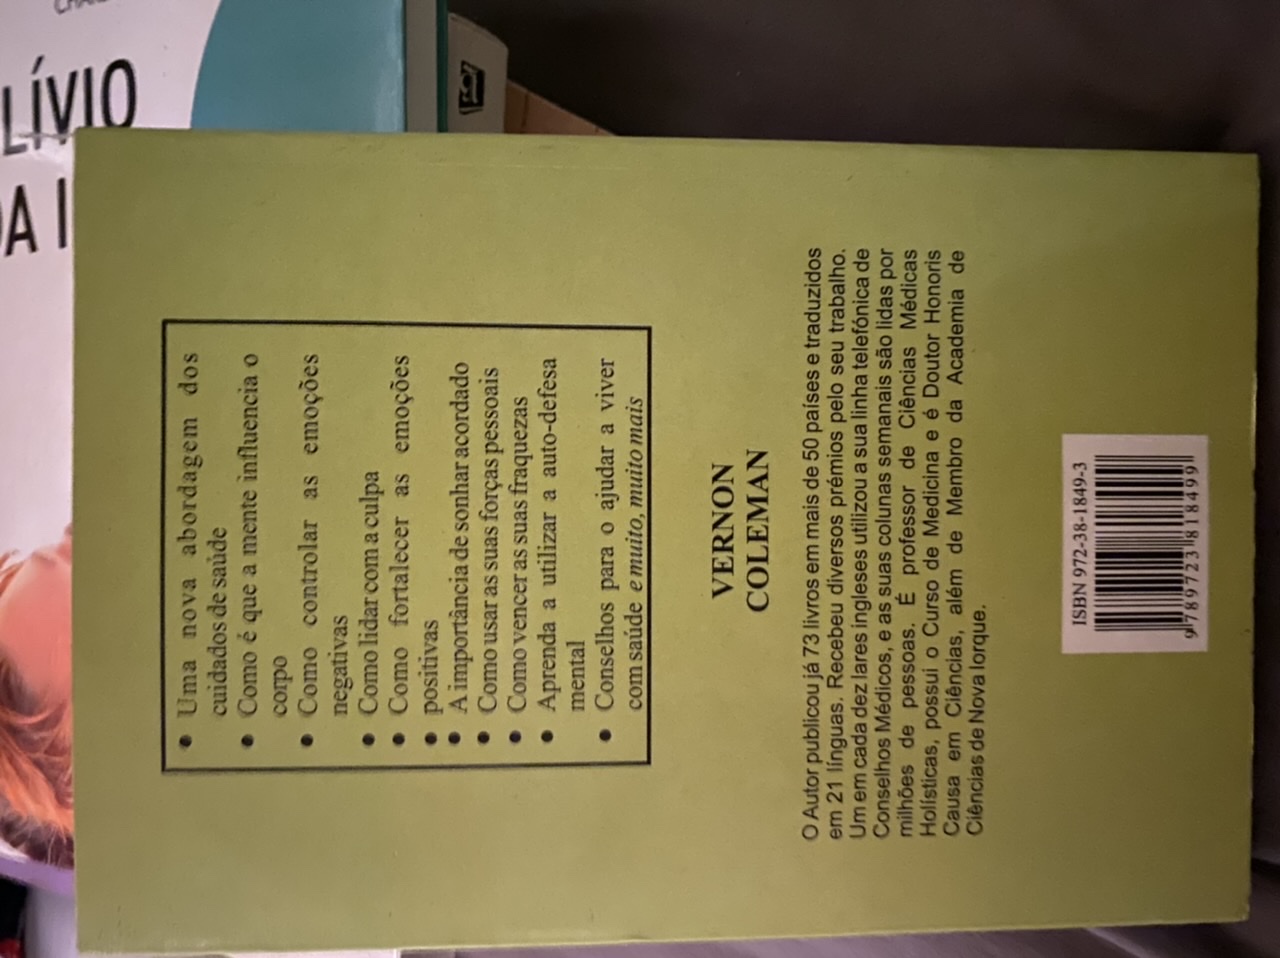 LÍVIO
DA I
• Uma nova abordagem dos
cuidados de saúde
• Como é que a mente influencia o
corpo
• Como controlar as emoções
negativas
• Como lidar com a culpa
• Como fortalecer as emoções
positivas
• A importância de sonhar acordado
• Como usar as suas forças pessoais
• Como vencer as suas fraquezas
• Aprenda a utilizar a auto-defesa
mental
• Conselhos para o ajudar a viver
com saúde e muito, muito mais
VERNON
COLEMAN
O Autor publicou já 73 livros em mais de 50 países e traduzidos
em 21 línguas. Recebeu diversos prémios pelo seu trabalho.
Um em cada dez lares ingleses utilizou a sua linha telefónica de
Conselhos Médicos, e as suas colunas semanais são lidas por
milhões de pessoas. É professor de Ciências Médicas
Holísticas, possui o Curso de Medicina e é Doutor Honoris
Causa em Ciências, além de Membro da Academia de
Ciências de Nova Iorque.
ISBN 972-38-1849-3
9 789723 818499